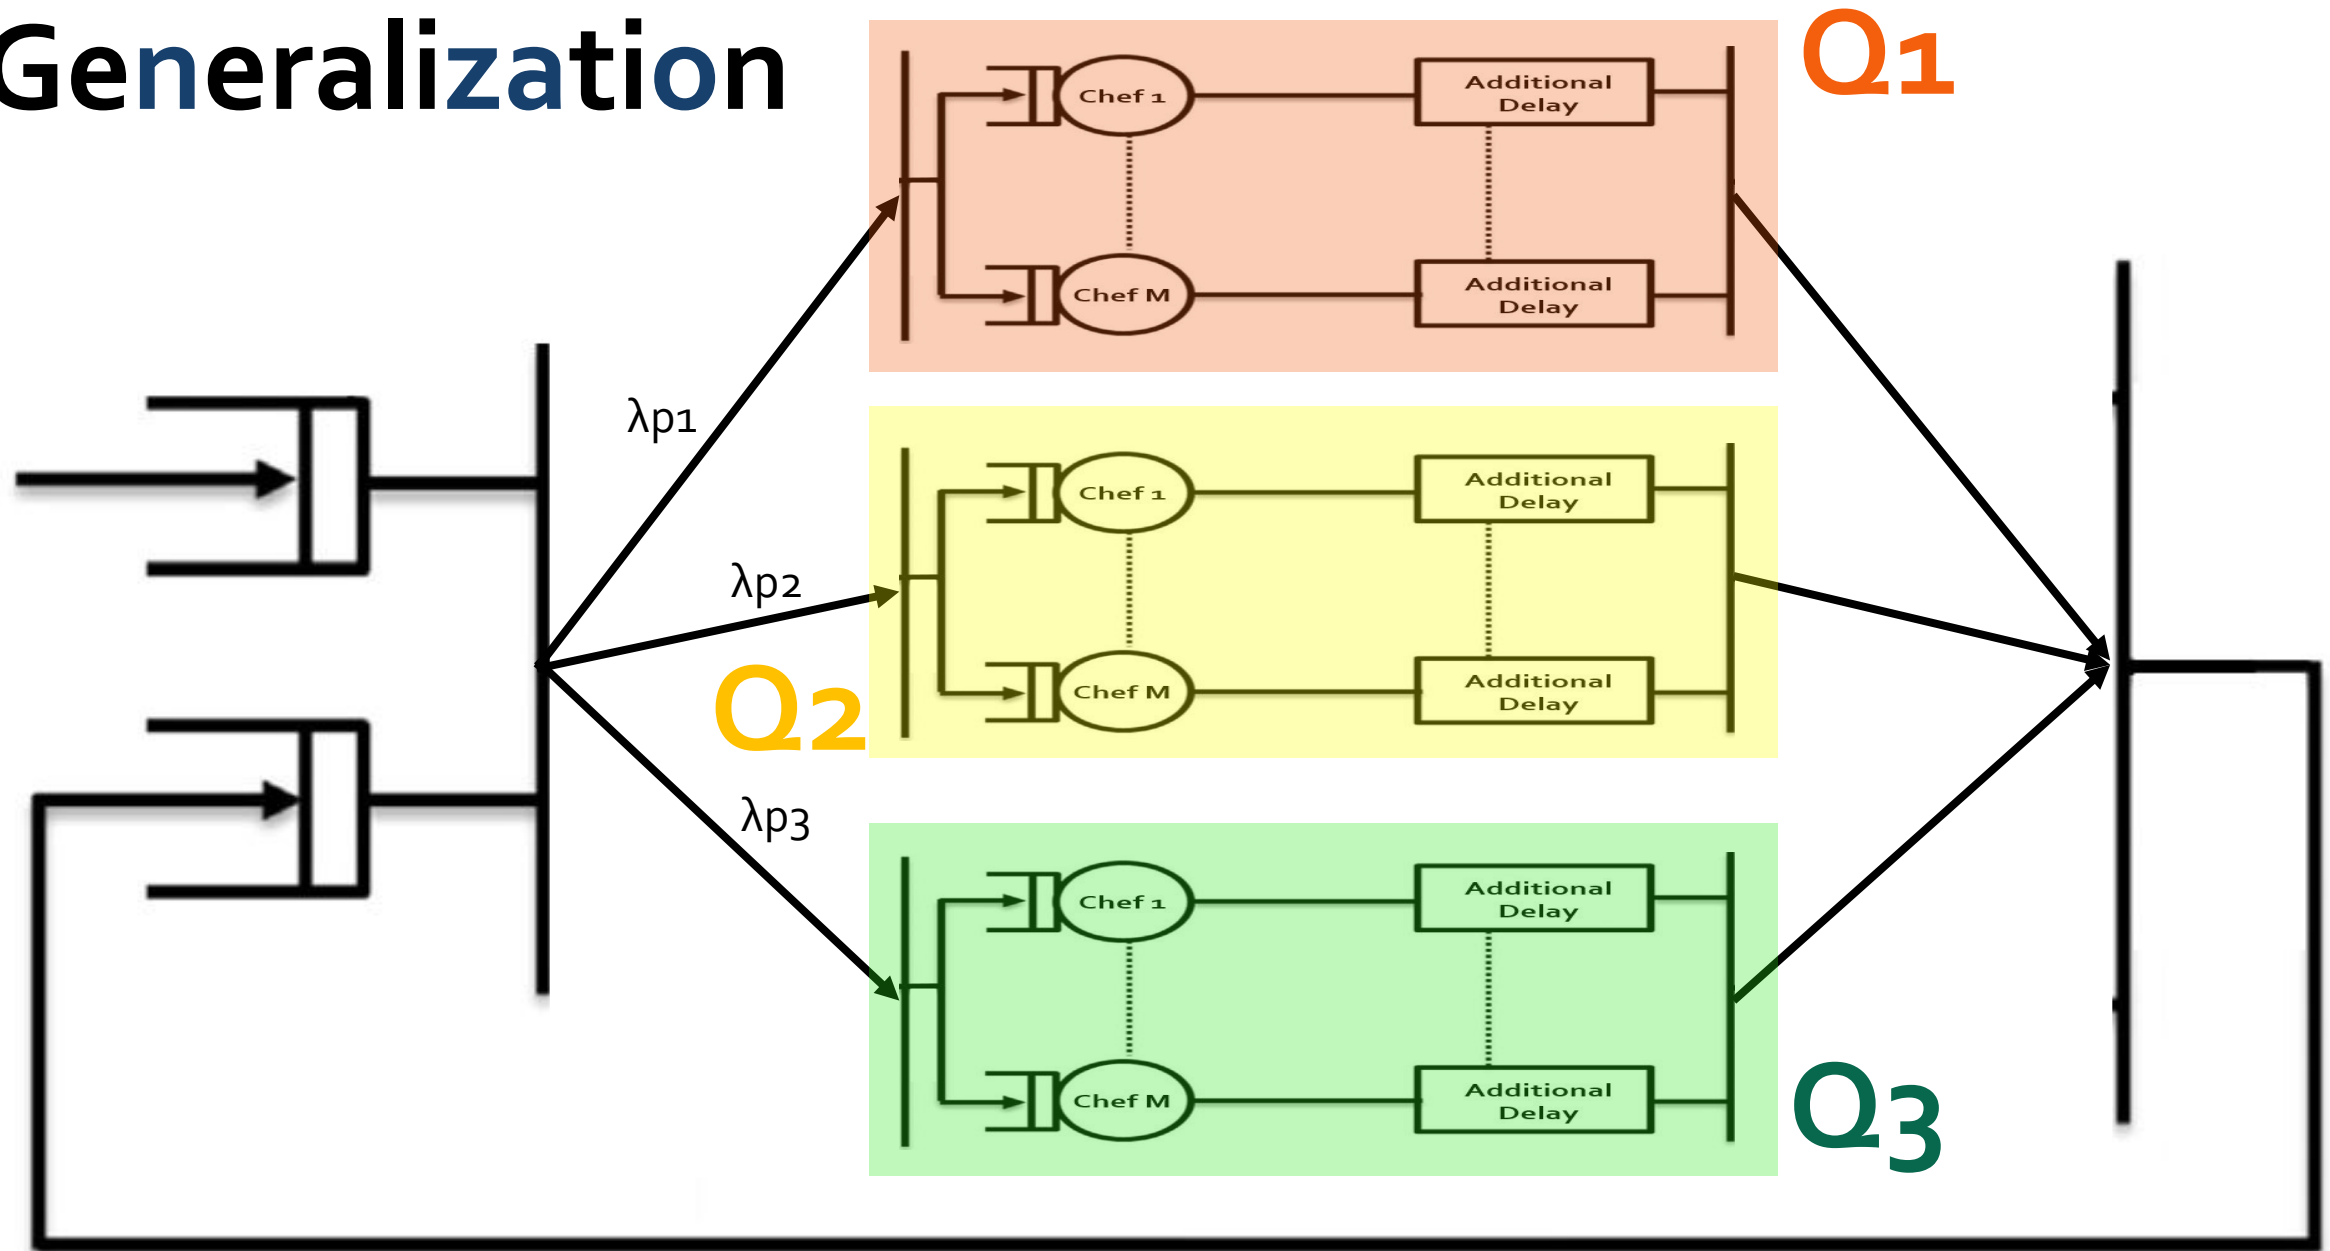 Generalization
Q1
Chef 1
Additional
Delay
Chef M
Additional
Delay
λp1
λp2
Q2
Chef 1
Additional
Delay
Chef M
Additional
Delay
λp3
Chef 1
Additional
Delay
Chef M
Additional
Delay
Q3